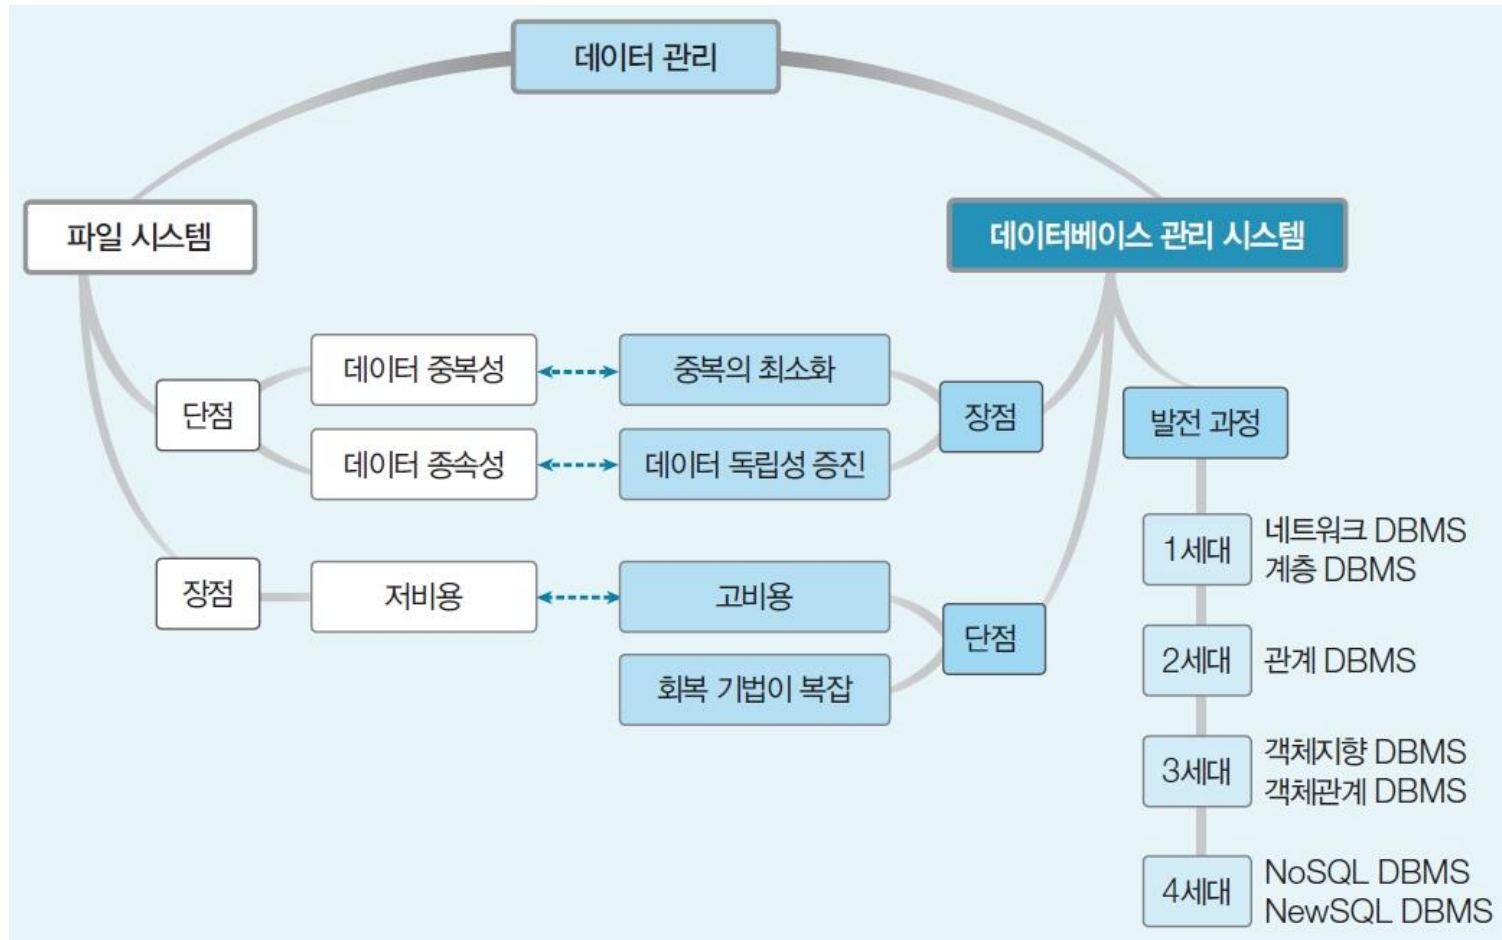 데이터 관리
파일 시스템
데이터베이스 관리 시스템
단점
데이터 중복성
데이터 종속성
장점
저비용
중복의 최소화
데이터 독립성 증진
장점
고비용
회복 기법이 복잡
단점
발전 과정
1세대
네트워크 DBMS
계층 DBMS
2세대
관계 DBMS
3세대
객체지향 DBMS
객체관계 DBMS
4세대
NoSQL DBMS
NewSQL DBMS